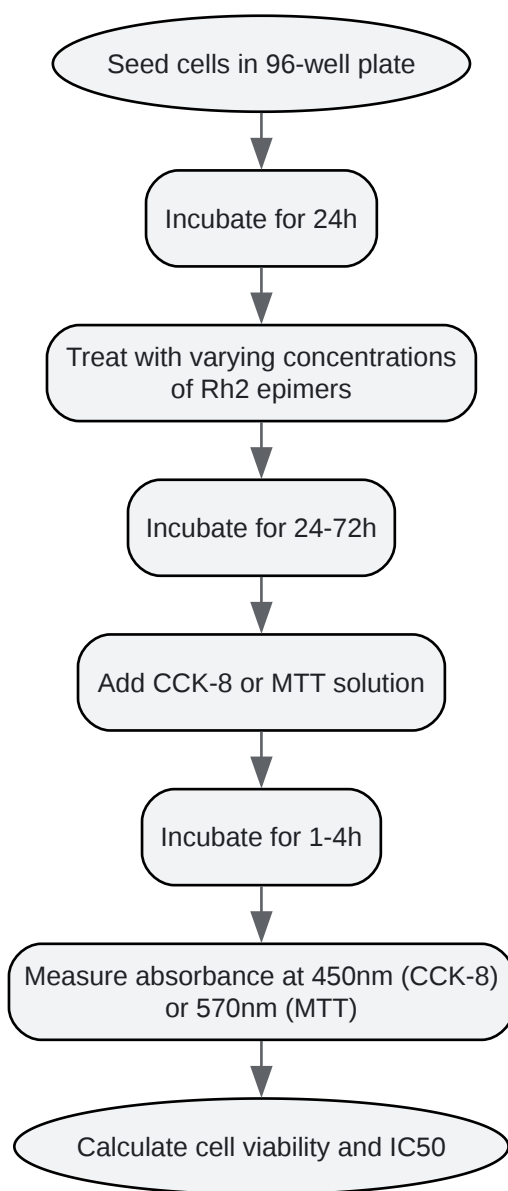 Seed cells in 96-well plate
Incubate for 24h
Treat with varying concentrations
of Rh2 epimers
Incubate for 24-72h
Add CCK-8 or MTT solution
Incubate for 1-4h
Measure absorbance at 450nm (CCK-8)
or 570nm (MTT)
Calculate cell viability and IC50